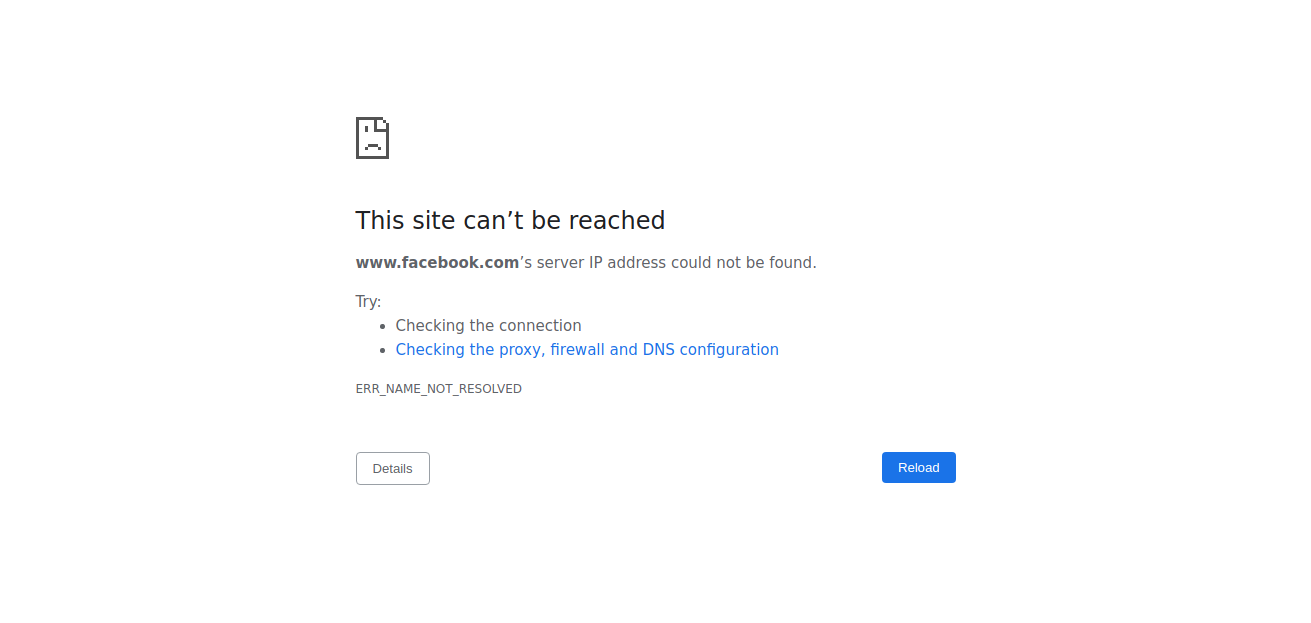 This site can’t be reached
www.facebook.com’s server IP address could not be found.
Try:
Checking the connection
Checking the proxy, firewall and DNS configuration
ERR_NAME_NOT_RESOLVED
Details
Reload